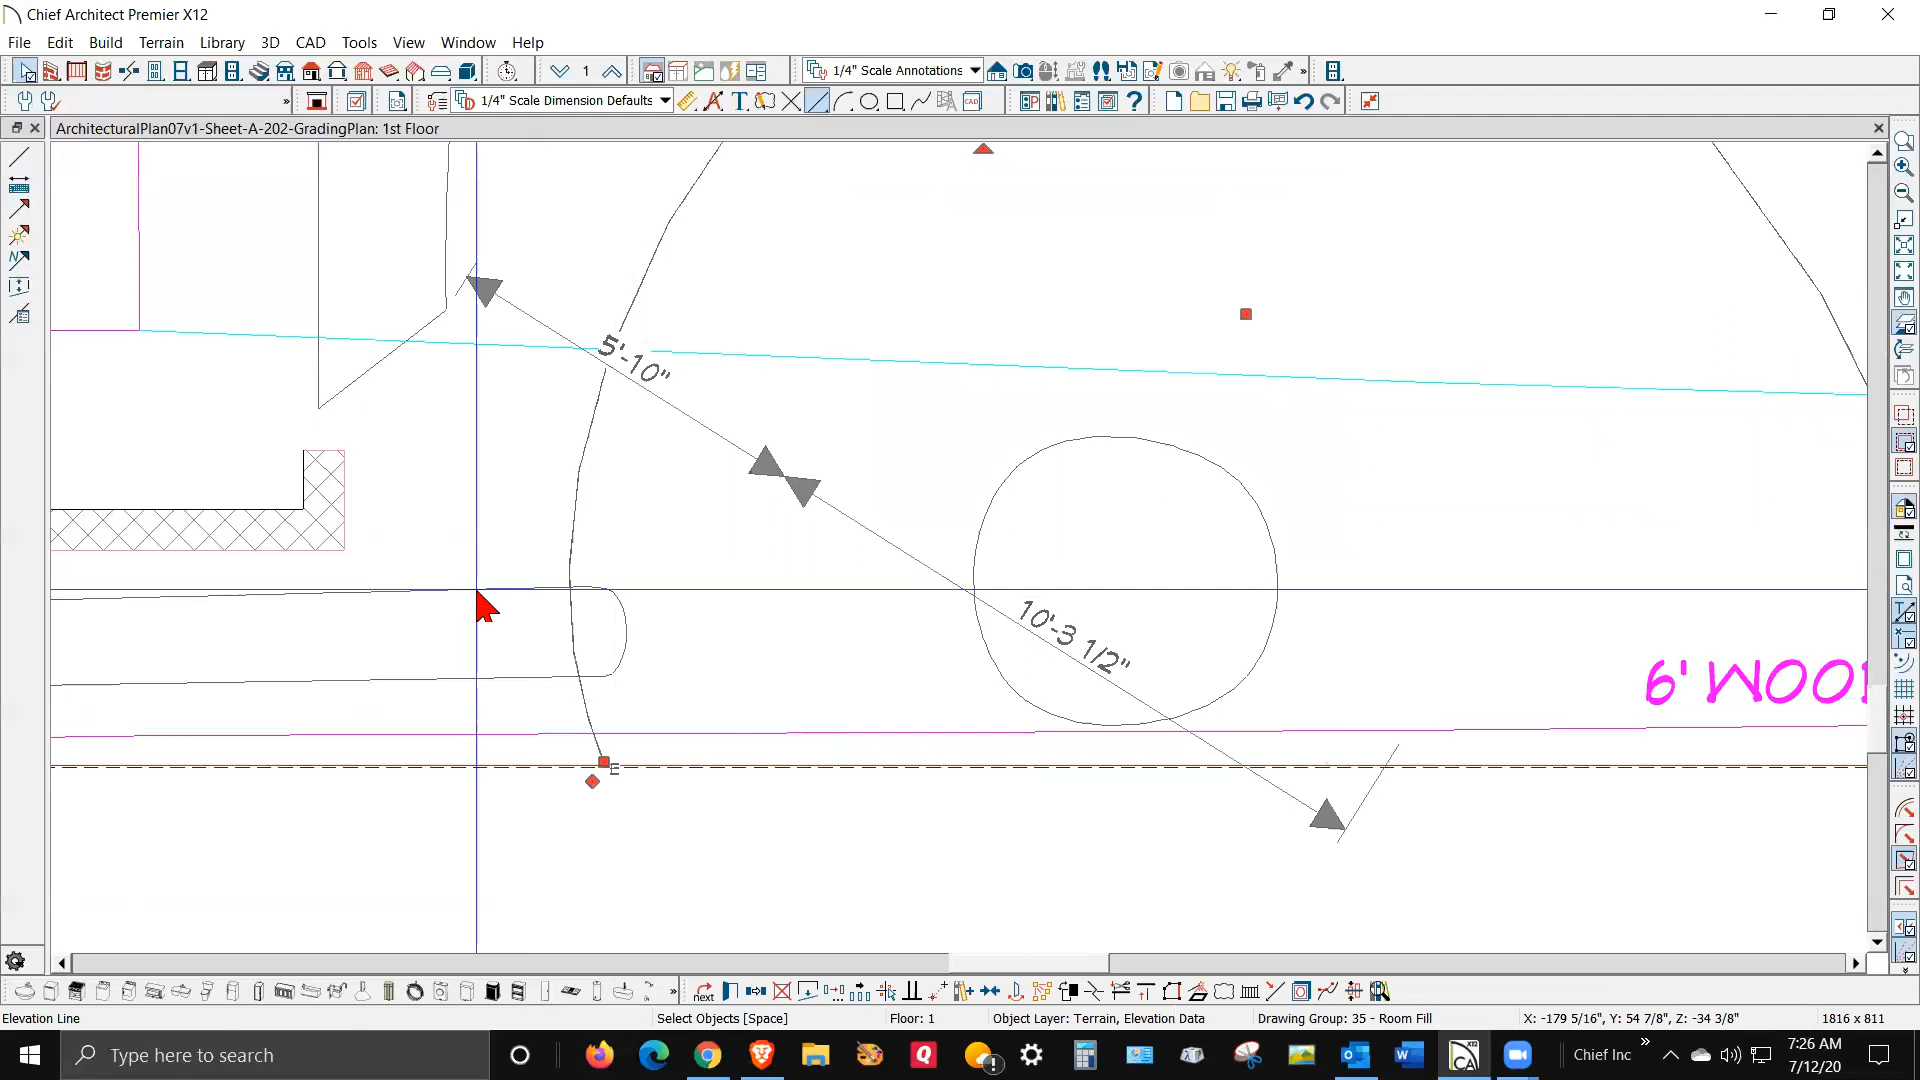 Chief Architect Premier X12
File Edit Build Terrain Library 3D CAD Tools View Window Help
1 1/4" Scale Annotations
1/4" Scale Dimension Defaults
ArchitecturalPlan07v1-Sheet-A-202-GradingPlan: 1st Floor
5'-10"
10'-3 1/2"
E
next
Elevation Line Select Objects [Space] Floor: 1 Object Layer: Terrain, Elevation Data Drawing Group: 35 - Room Fill X: -179 5/16", Y: 54 7/8", Z: -34 3/8" 1816 x 811
Type here to search
Chief Inc
7:26 AM
7/12/20